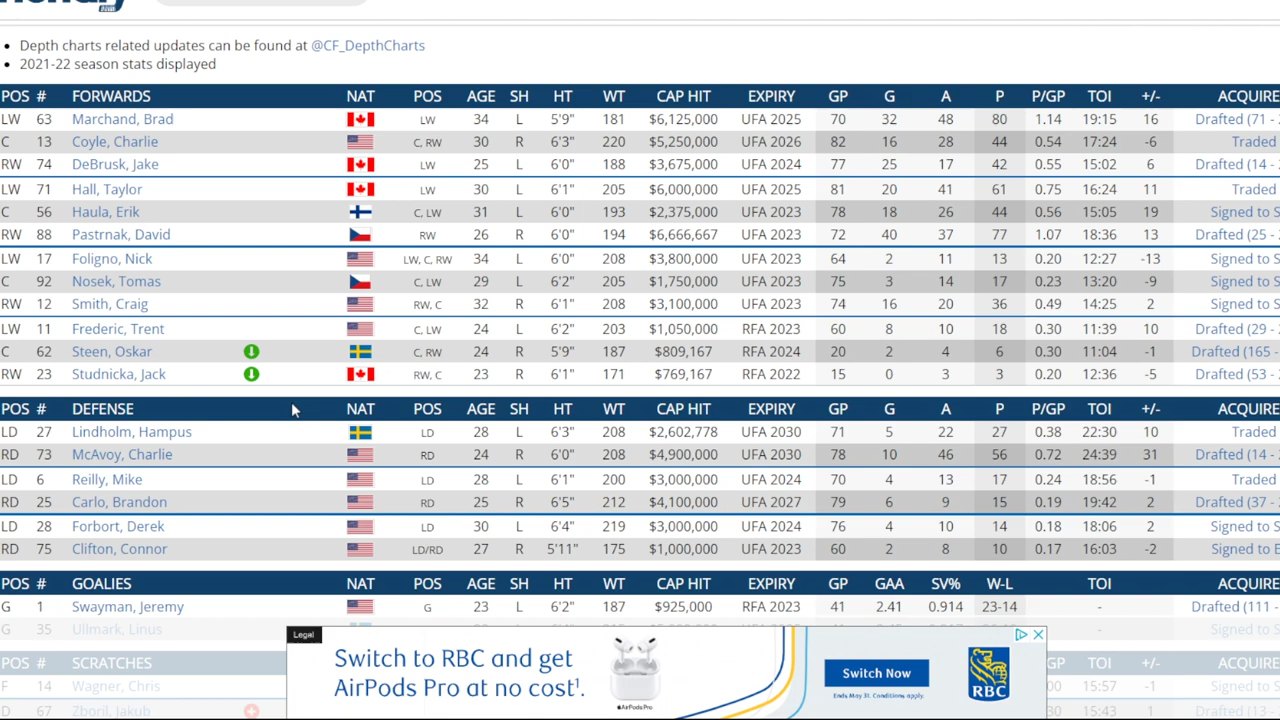 Depth charts related updates can be found at @CF_DepthCharts
2021-22 season stats displayed
POS # FORWARDS NAT POS AGE SH HT WT CAP HIT EXPIRY GP G A P P/GP TOI +/- ACQUIRE
LW 63 Marchand, Brad LW 34 L 5'9" 181 $6,125,000 UFA 2025 70 32 48 80 1.14 19:15 16 Drafted (71 -
C 13 Coyle, Charlie C, RW 30 R 6'3" 220 $5,250,000 UFA 2026 82 16 28 44 0.54 17:24 -6 Traded
RW 74 DeBrusk, Jake LW 25 L 6'0" 188 $3,675,000 UFA 2024 77 25 17 42 0.55 15:02 6 Drafted (14 -
LW 71 Hall, Taylor LW 30 L 6'1" 205 $6,000,000 UFA 2025 81 20 41 61 0.75 16:24 11 Traded
C 56 Haula, Erik C, LW 31 L 6'0" 193 $2,375,000 UFA 2023 78 18 26 44 0.56 15:05 19 Signed to S
RW 88 Pastrnak, David RW 26 R 6'0" 194 $6,666,667 UFA 2023 72 40 37 77 1.07 18:36 13 Drafted (25 -
LW 17 Foligno, Nick LW, C, RW 34 L 6'0" 208 $3,800,000 UFA 2023 64 2 11 13 0.20 12:27 -13 Signed to S
C 92 Nosek, Tomas C, LW 29 L 6'2" 205 $1,750,000 UFA 2023 75 3 14 17 0.23 13:20 -9 Signed to S
RW 12 Smith, Craig RW, C 32 R 6'1" 208 $3,100,000 UFA 2023 74 16 20 36 0.49 14:25 2 Signed to S
LW 11 Frederic, Trent C, LW 24 L 6'2" 203 $1,050,000 RFA 2023 60 8 10 18 0.30 11:39 10 Drafted (29 -
C 62 Steen, Oskar C, RW 24 R 5'9" 187 $809,167 RFA 2024 20 2 4 6 0.30 11:04 -1 Drafted (165 -
RW 23 Studnicka, Jack RW, C 23 R 6'1" 171 $769,167 RFA 2022 15 0 3 3 0.20 12:36 -5 Drafted (53 -
POS # DEFENSE NAT POS AGE SH HT WT CAP HIT EXPIRY GP G A P P/GP TOI +/- ACQUIRE
LD 27 Lindholm, Hampus LD 28 L 6'3" 208 $2,602,778 UFA 2030 71 5 22 27 0.38 22:30 10 Traded
RD 73 McAvoy, Charlie RD 24 R 6'0" 208 $4,900,000 UFA 2030 78 10 46 56 0.72 24:39 31 Drafted (14 -
LD 6 Reilly, Mike LD 28 L 6'1" 200 $3,000,000 UFA 2024 70 4 13 17 0.24 18:56 -1 Traded
RD 25 Carlo, Brandon RD 25 R 6'5" 212 $4,100,000 UFA 2027 79 6 9 15 0.19 19:42 2 Drafted (37 -
LD 28 Forbort, Derek LD 30 L 6'4" 219 $3,000,000 UFA 2024 76 4 10 14 0.18 18:06 2 Signed to S
RD 75 Clifton, Connor LD/RD 27 R 5'11" 175 $1,000,000 UFA 2023 60 2 8 10 0.17 16:03 -2 Signed to E
POS # GOALIES NAT POS AGE SH HT WT CAP HIT EXPIRY GP GAA SV% W-L TOI ACQUIRE
G 1 Swayman, Jeremy G 23 L 6'2" 187 $925,000 RFA 2023 41 2.41 0.914 23-14 - Drafted (111 -
G 35 Ullmark, Linus - Signed to S
POS # SCRATCHES P/GP TOI +/- ACQUIRE
F 14 Wagner, Chris 15:57 -1 Signed to S
D 67 Zboril, Jakub 15:43 1 Drafted (13 -
Legal
Switch to RBC and get
AirPods Pro at no cost¹.
AirPods Pro
Switch Now
Ends May 31. Conditions apply.
RBC